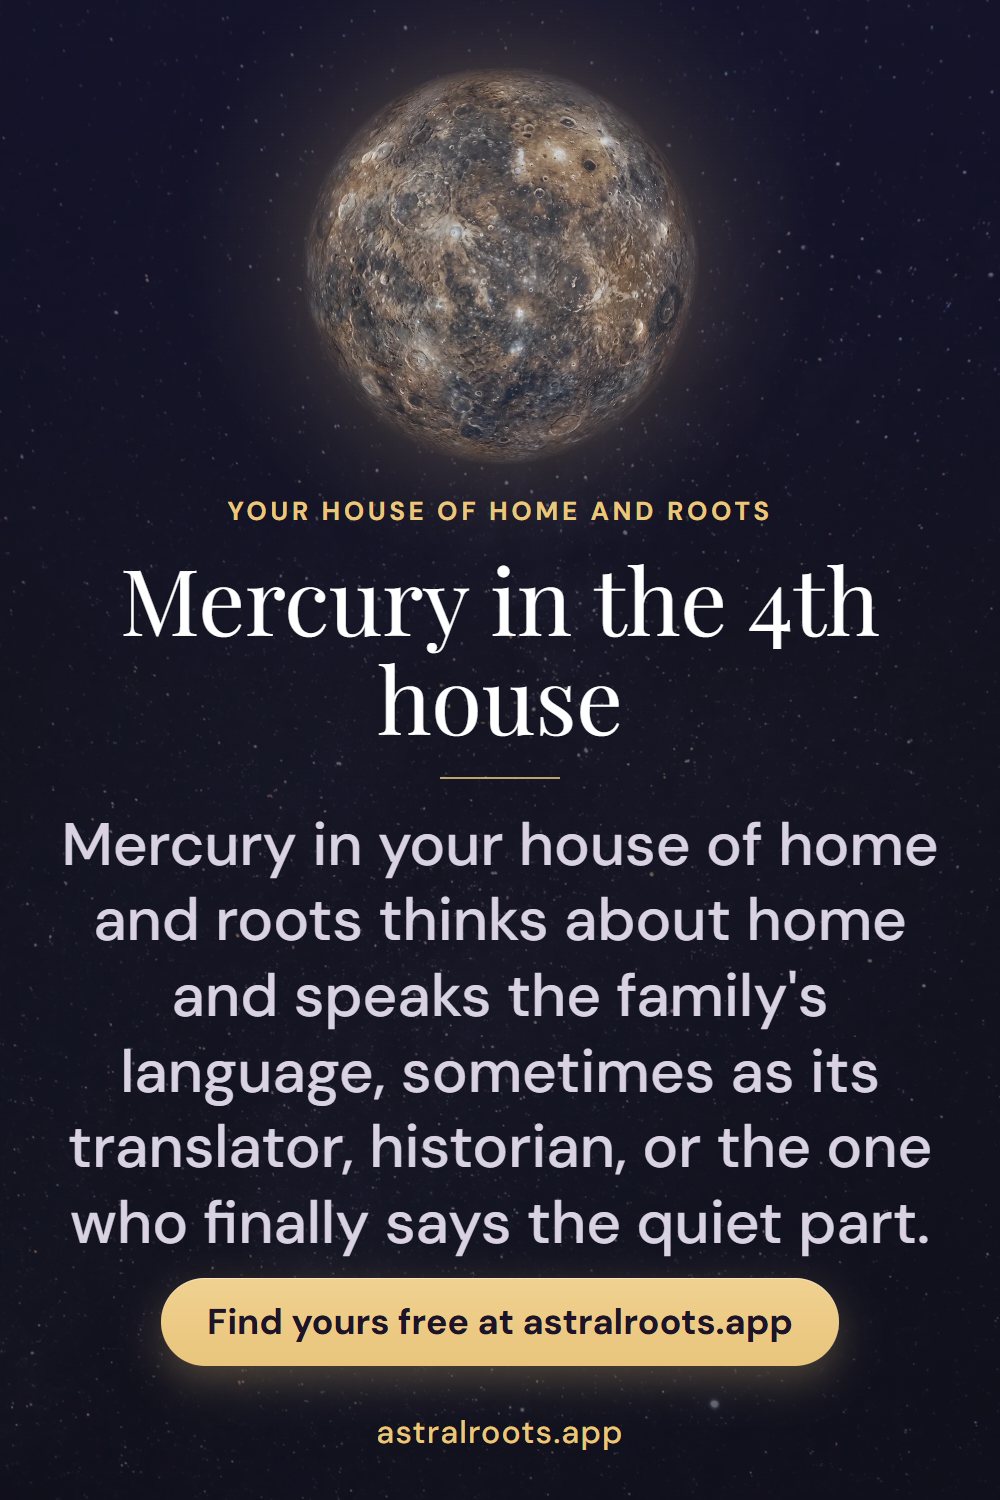 YOUR HOUSE OF HOME AND ROOTS
Mercury in the 4th
house
Mercury in your house of home
and roots thinks about home
and speaks the family's
language, sometimes as its
translator, historian, or the one
who finally says the quiet part.
Find yours free at astralroots.app
astralroots.app